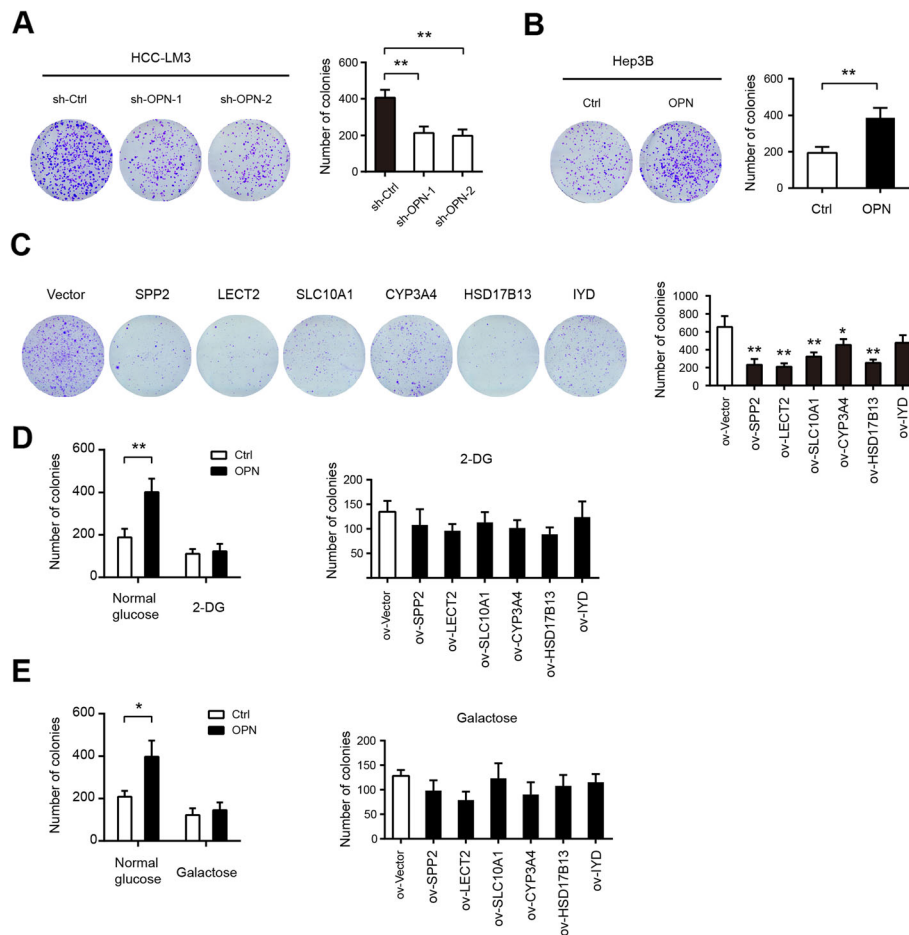 A
HCC-LM3
sh-Ctrl sh-OPN-1 sh-OPN-2
Number of colonies
600
400
200
0
**
**
sh-Ctrl
sh-OPN-1
sh-OPN-2
B
Hep3B
Ctrl OPN
Number of colonies
600
400
200
0
**
Ctrl OPN
C
Vector SPP2 LECT2 SLC10A1 CYP3A4 HSD17B13 IYD
Number of colonies
1000
800
600
400
200
0
** ** ** * **
ov-Vector
ov-SPP2
ov-LECT2
ov-SLC10A1
ov-CYP3A4
ov-HSD17B13
ov-IYD
D
Number of colonies
600
400
200
0
**
Ctrl
OPN
Normal glucose
2-DG
2-DG
Number of colonies
200
150
100
50
ov-Vector
ov-SPP2
ov-LECT2
ov-SLC10A1
ov-CYP3A4
ov-HSD17B13
ov-IYD
E
Number of colonies
600
400
200
0
*
Ctrl
OPN
Normal
glucose
Galactose
Galactose
Number of colonies
200
150
100
50
0
ov-Vector
ov-SPP2
ov-LECT2
ov-SLC10A1
ov-CYP3A4
ov-HSD17B13
ov-IYD